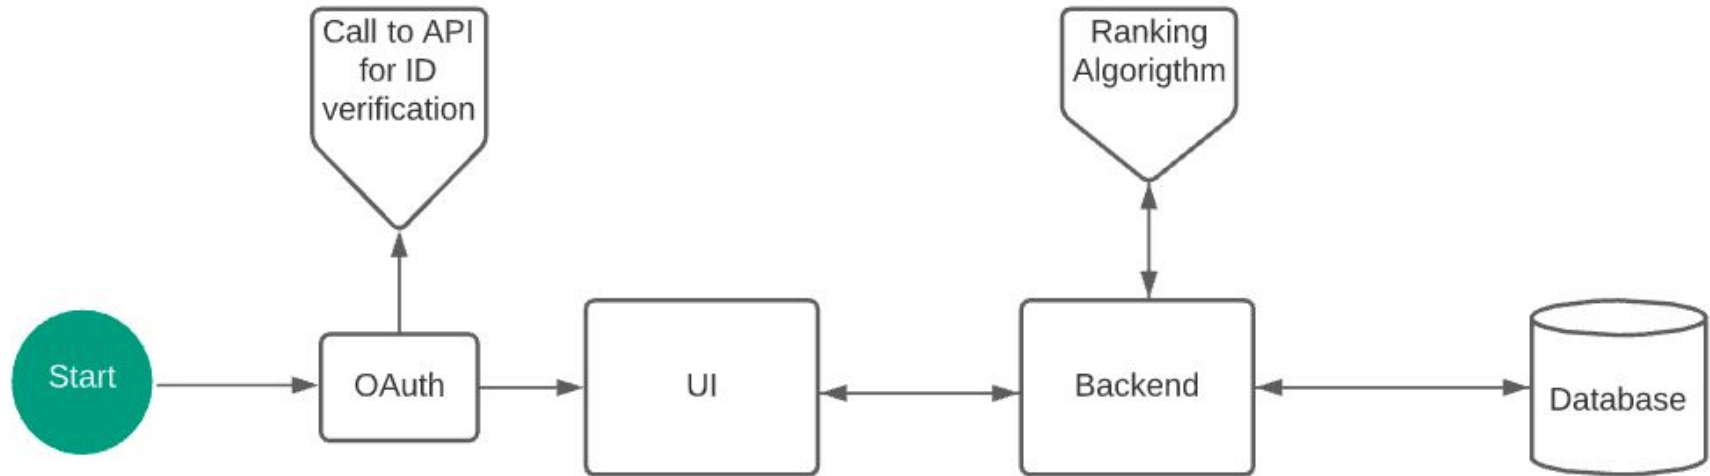 Call to API
for ID
verification
Ranking
Algorigthm
Start
OAuth
UI
Backend
Database